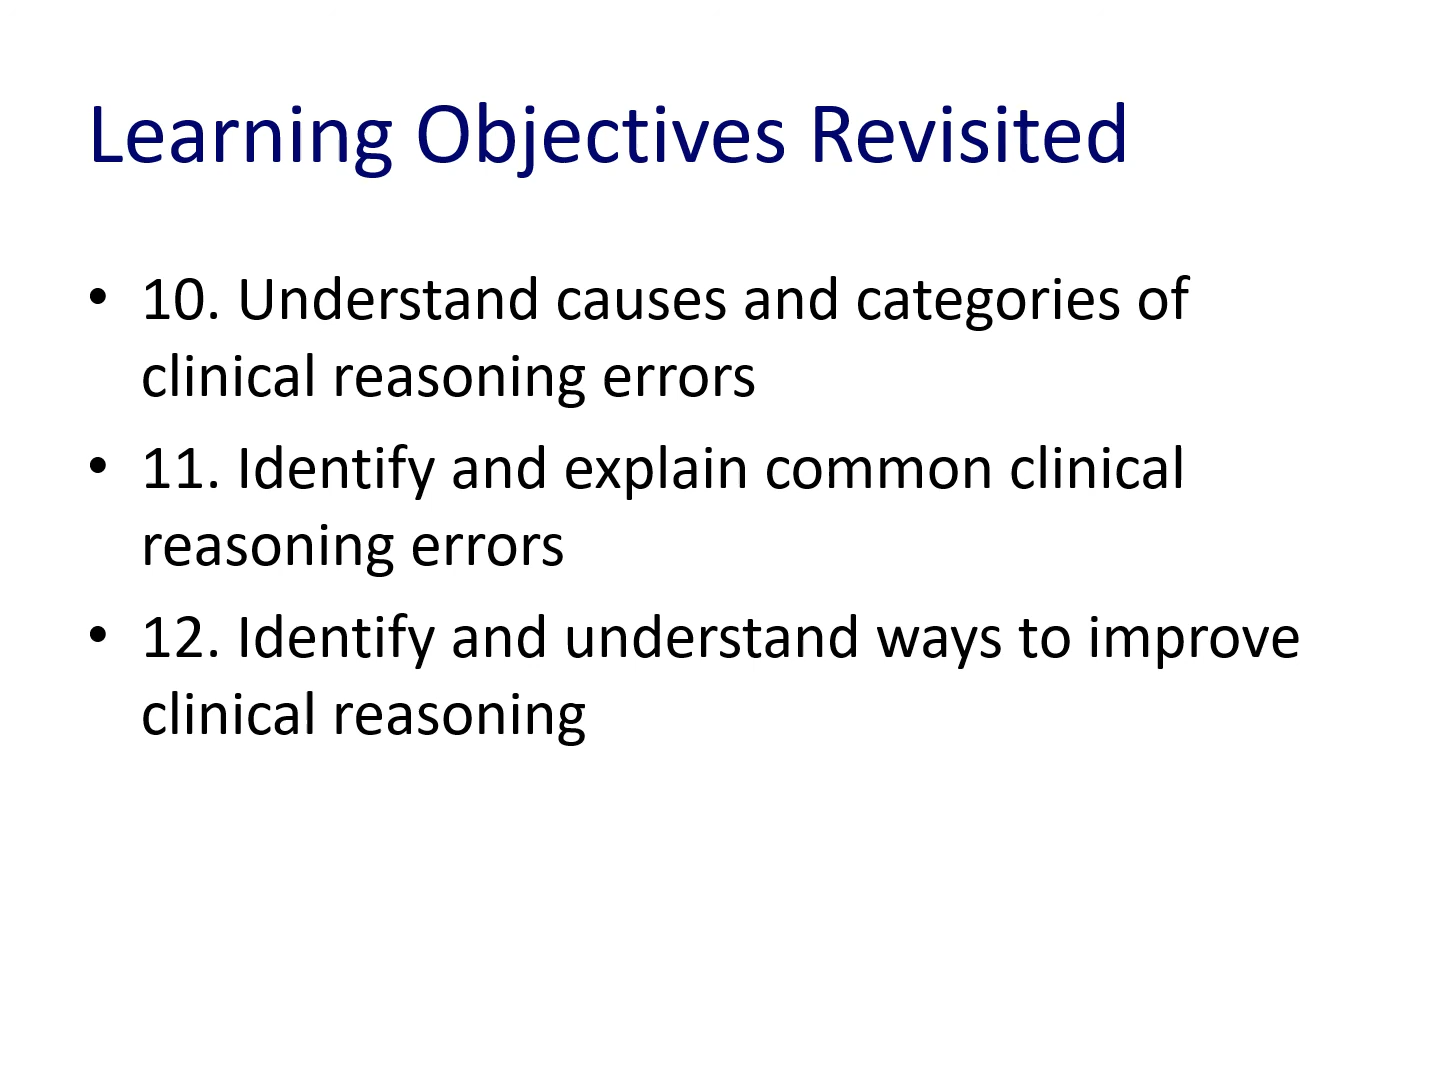 Learning Objectives Revisited
• 10. Understand causes and categories of
clinical reasoning errors
• 11. Identify and explain common clinical
reasoning errors
• 12. Identify and understand ways to improve
clinical reasoning